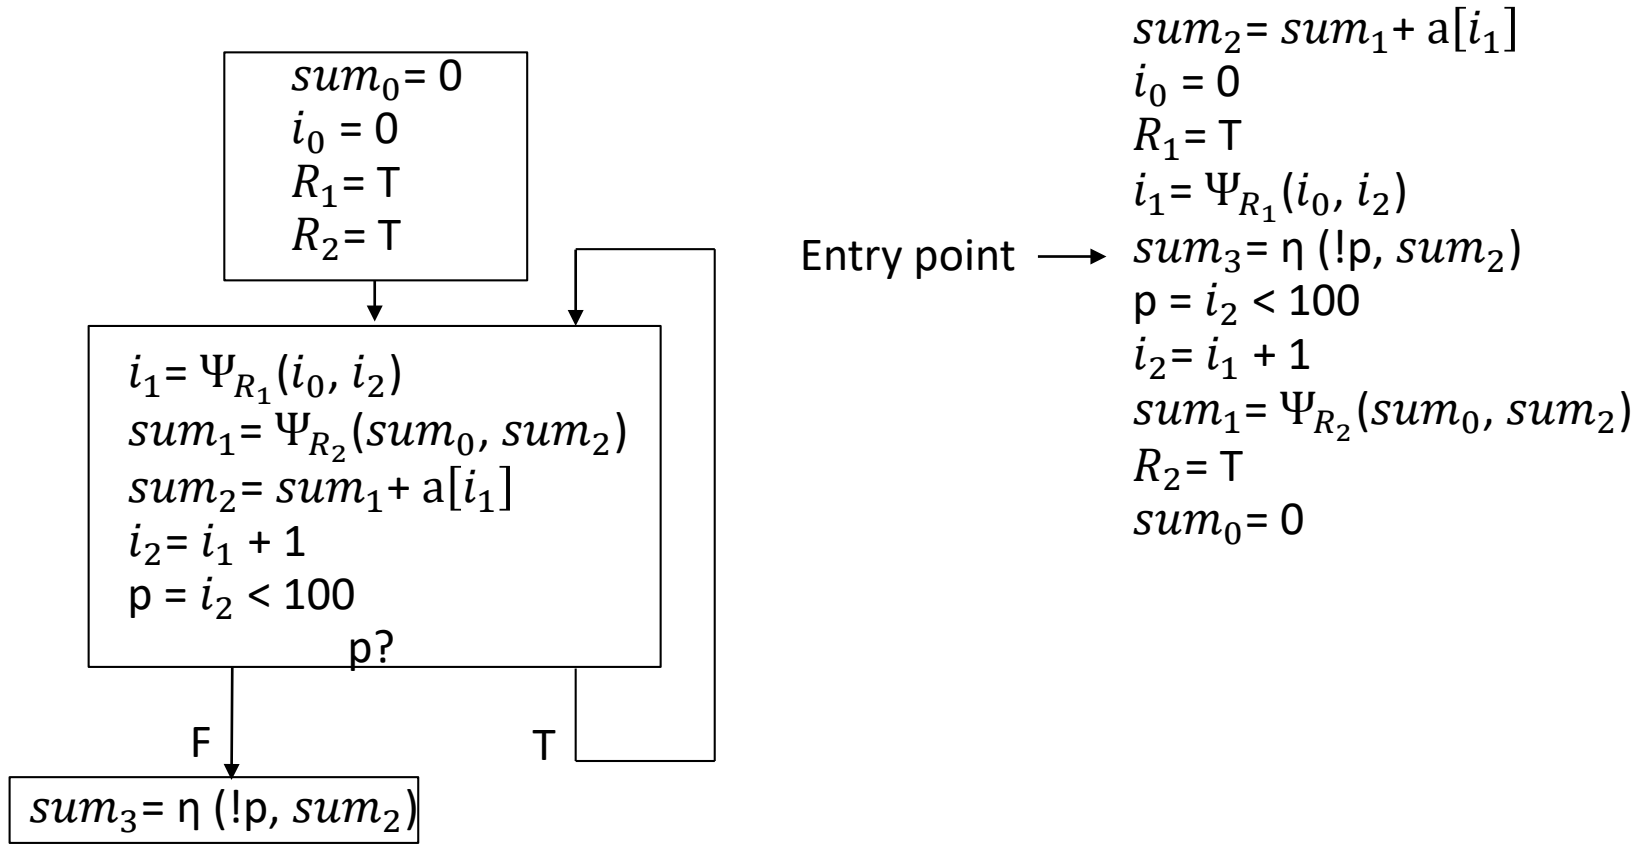 sum₀= 0
i₀ = 0
R₁= T
R₂= T
i₁= Ψ_R₁(i₀, i₂)
sum₁= Ψ_R₂(sum₀, sum₂)
sum₂= sum₁+ a[i₁]
i₂= i₁ + 1
p = i₂ < 100
p?
F
T
sum₃= η (!p, sum₂)
Entry point
sum₂= sum₁+ a[i₁]
i₀ = 0
R₁= T
i₁= Ψ_R₁(i₀, i₂)
sum₃= η (!p, sum₂)
p = i₂ < 100
i₂= i₁ + 1
sum₁= Ψ_R₂(sum₀, sum₂)
R₂= T
sum₀= 0